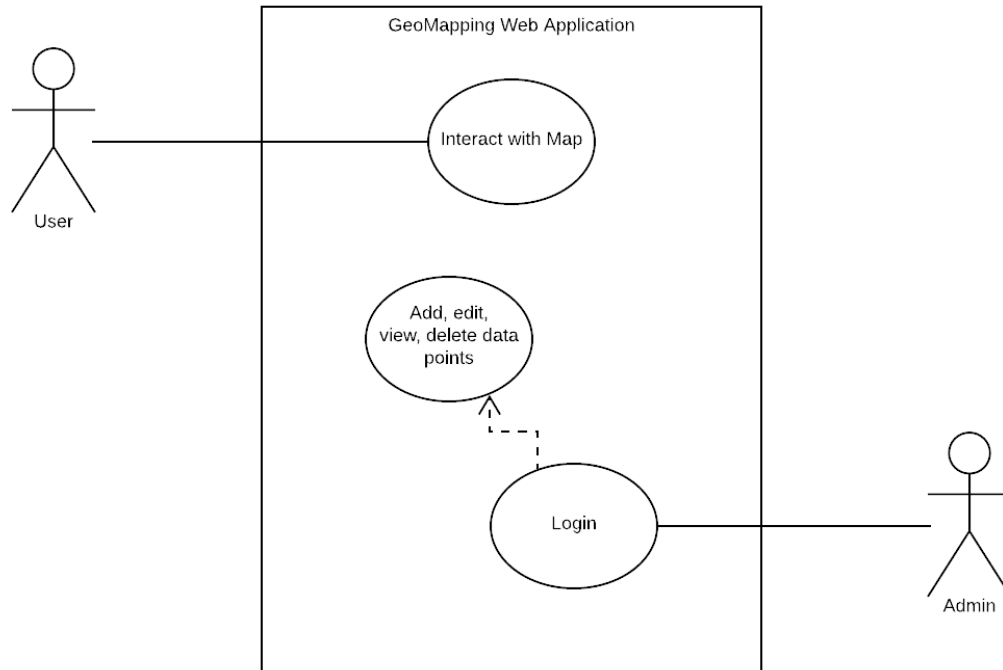 GeoMapping Web Application
Interact with Map
User
Add, edit,
view, delete data
points
Login
Admin